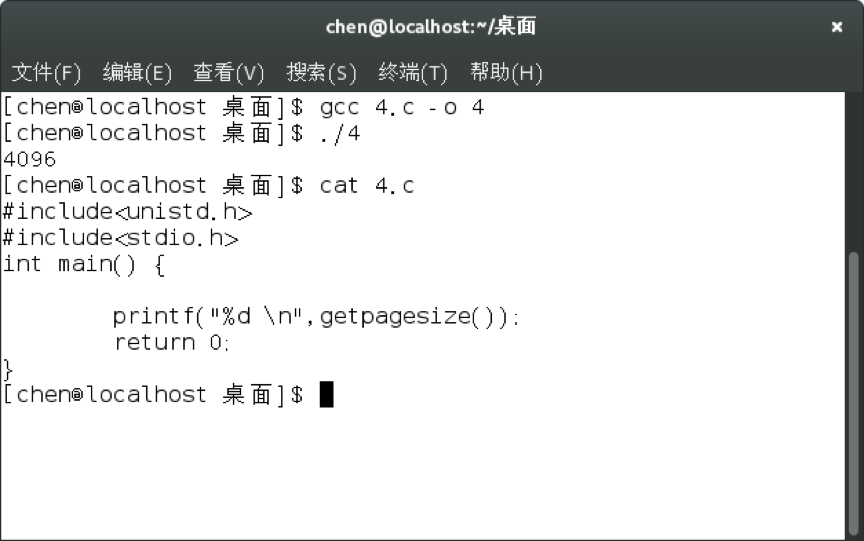 chen@localhost:~/桌面 ×
文件(F) 编辑(E) 查看(V) 搜索(S) 终端(T) 帮助(H)
[chen@localhost 桌面]$ gcc 4.c -o 4
[chen@localhost 桌面]$ ./4
4096
[chen@localhost 桌面]$ cat 4.c
#include<unistd.h>
#include<stdio.h>
int main() {
printf("%d \n",getpagesize());
return 0;
}
[chen@localhost 桌面]$